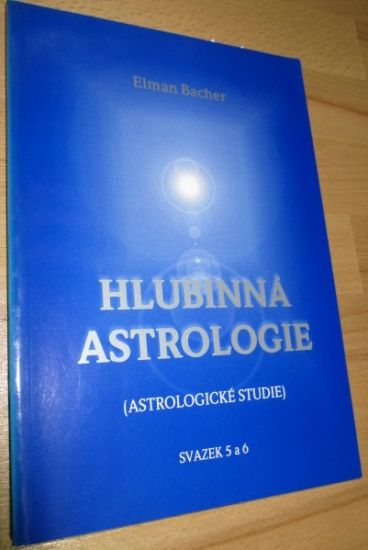 Elman Bacher
HLUBINNÁ
ASTROLOGIE
(ASTROLOGICKÉ STUDIE)
SVAZEK 5 a 6